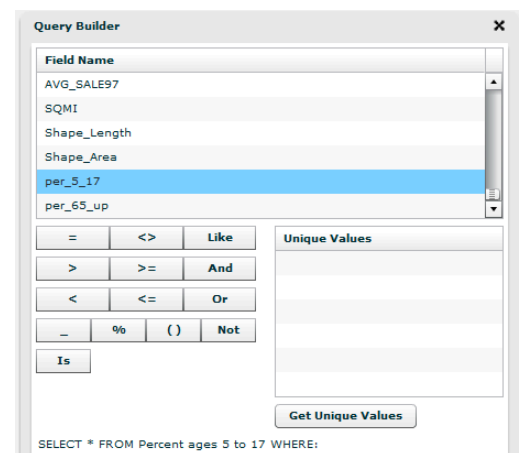 Query Builder
Field Name
AVG_SALE97
SQMI
Shape_Length
Shape_Area
per_5_17
per_65_up
= <> Like
> >= And
< <= Or
_ % () Not
Is
Unique Values
Get Unique Values
SELECT * FROM Percent ages 5 to 17 WHERE: